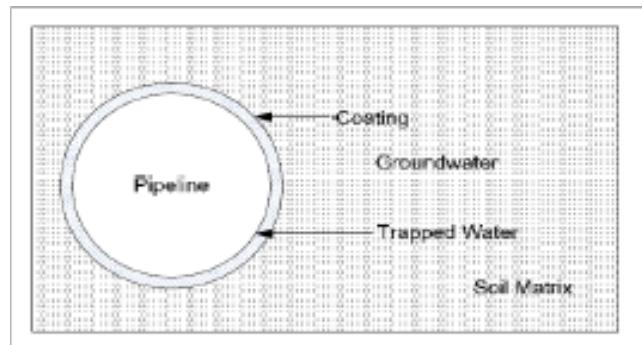 Coating
Groundwater
Pipeline
Trapped Water
Soil Matrix